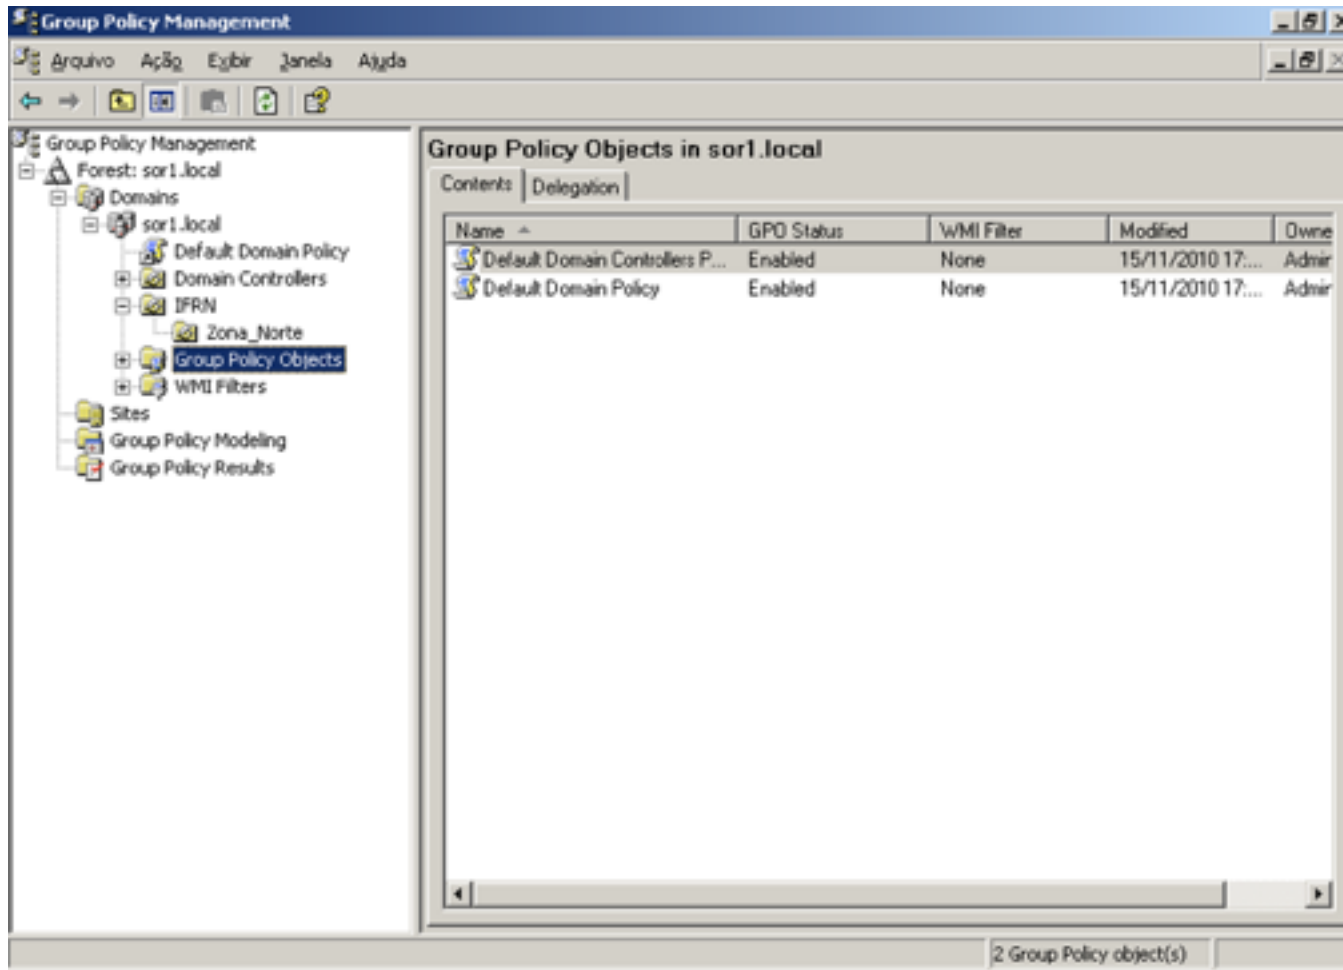 Group Policy Management
Arquivo Ação Exibir Janela Ajuda
Group Policy Management
Forest: sor1.local
Domains
sor1.local
Default Domain Policy
Domain Controllers
IFRN
Zona_Norte
Group Policy Objects
WMI Filters
Sites
Group Policy Modeling
Group Policy Results
Group Policy Objects in sor1.local
Contents Delegation
Name GPO Status WMI Filter Modified Owne
Default Domain Controllers P... Enabled None 15/11/2010 17:... Admir
Default Domain Policy Enabled None 15/11/2010 17:... Admir
2 Group Policy object(s)